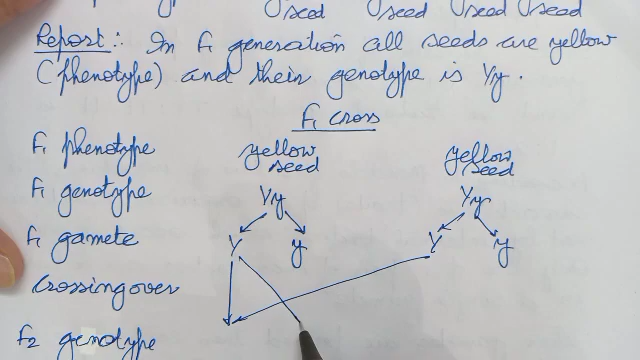 seed seed seed seed
Report:- In F1 generation all seeds are yellow
(phenotype) and their genotype is Yy.
F1 cross
F1 phenotype yellow seed yellow seed
F1 genotype Yy Yy
F1 gamete Y y Y y
Crossingover
F2 genotype